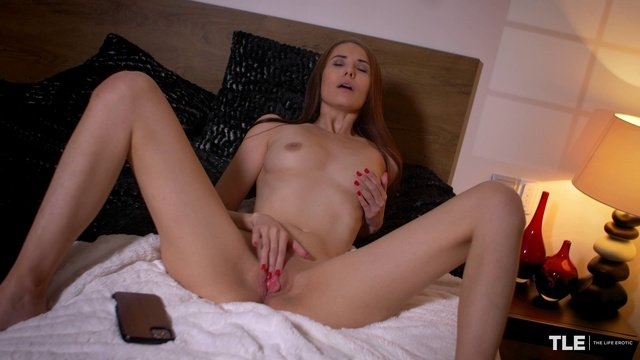 TLE | THE LIFE EROTIC